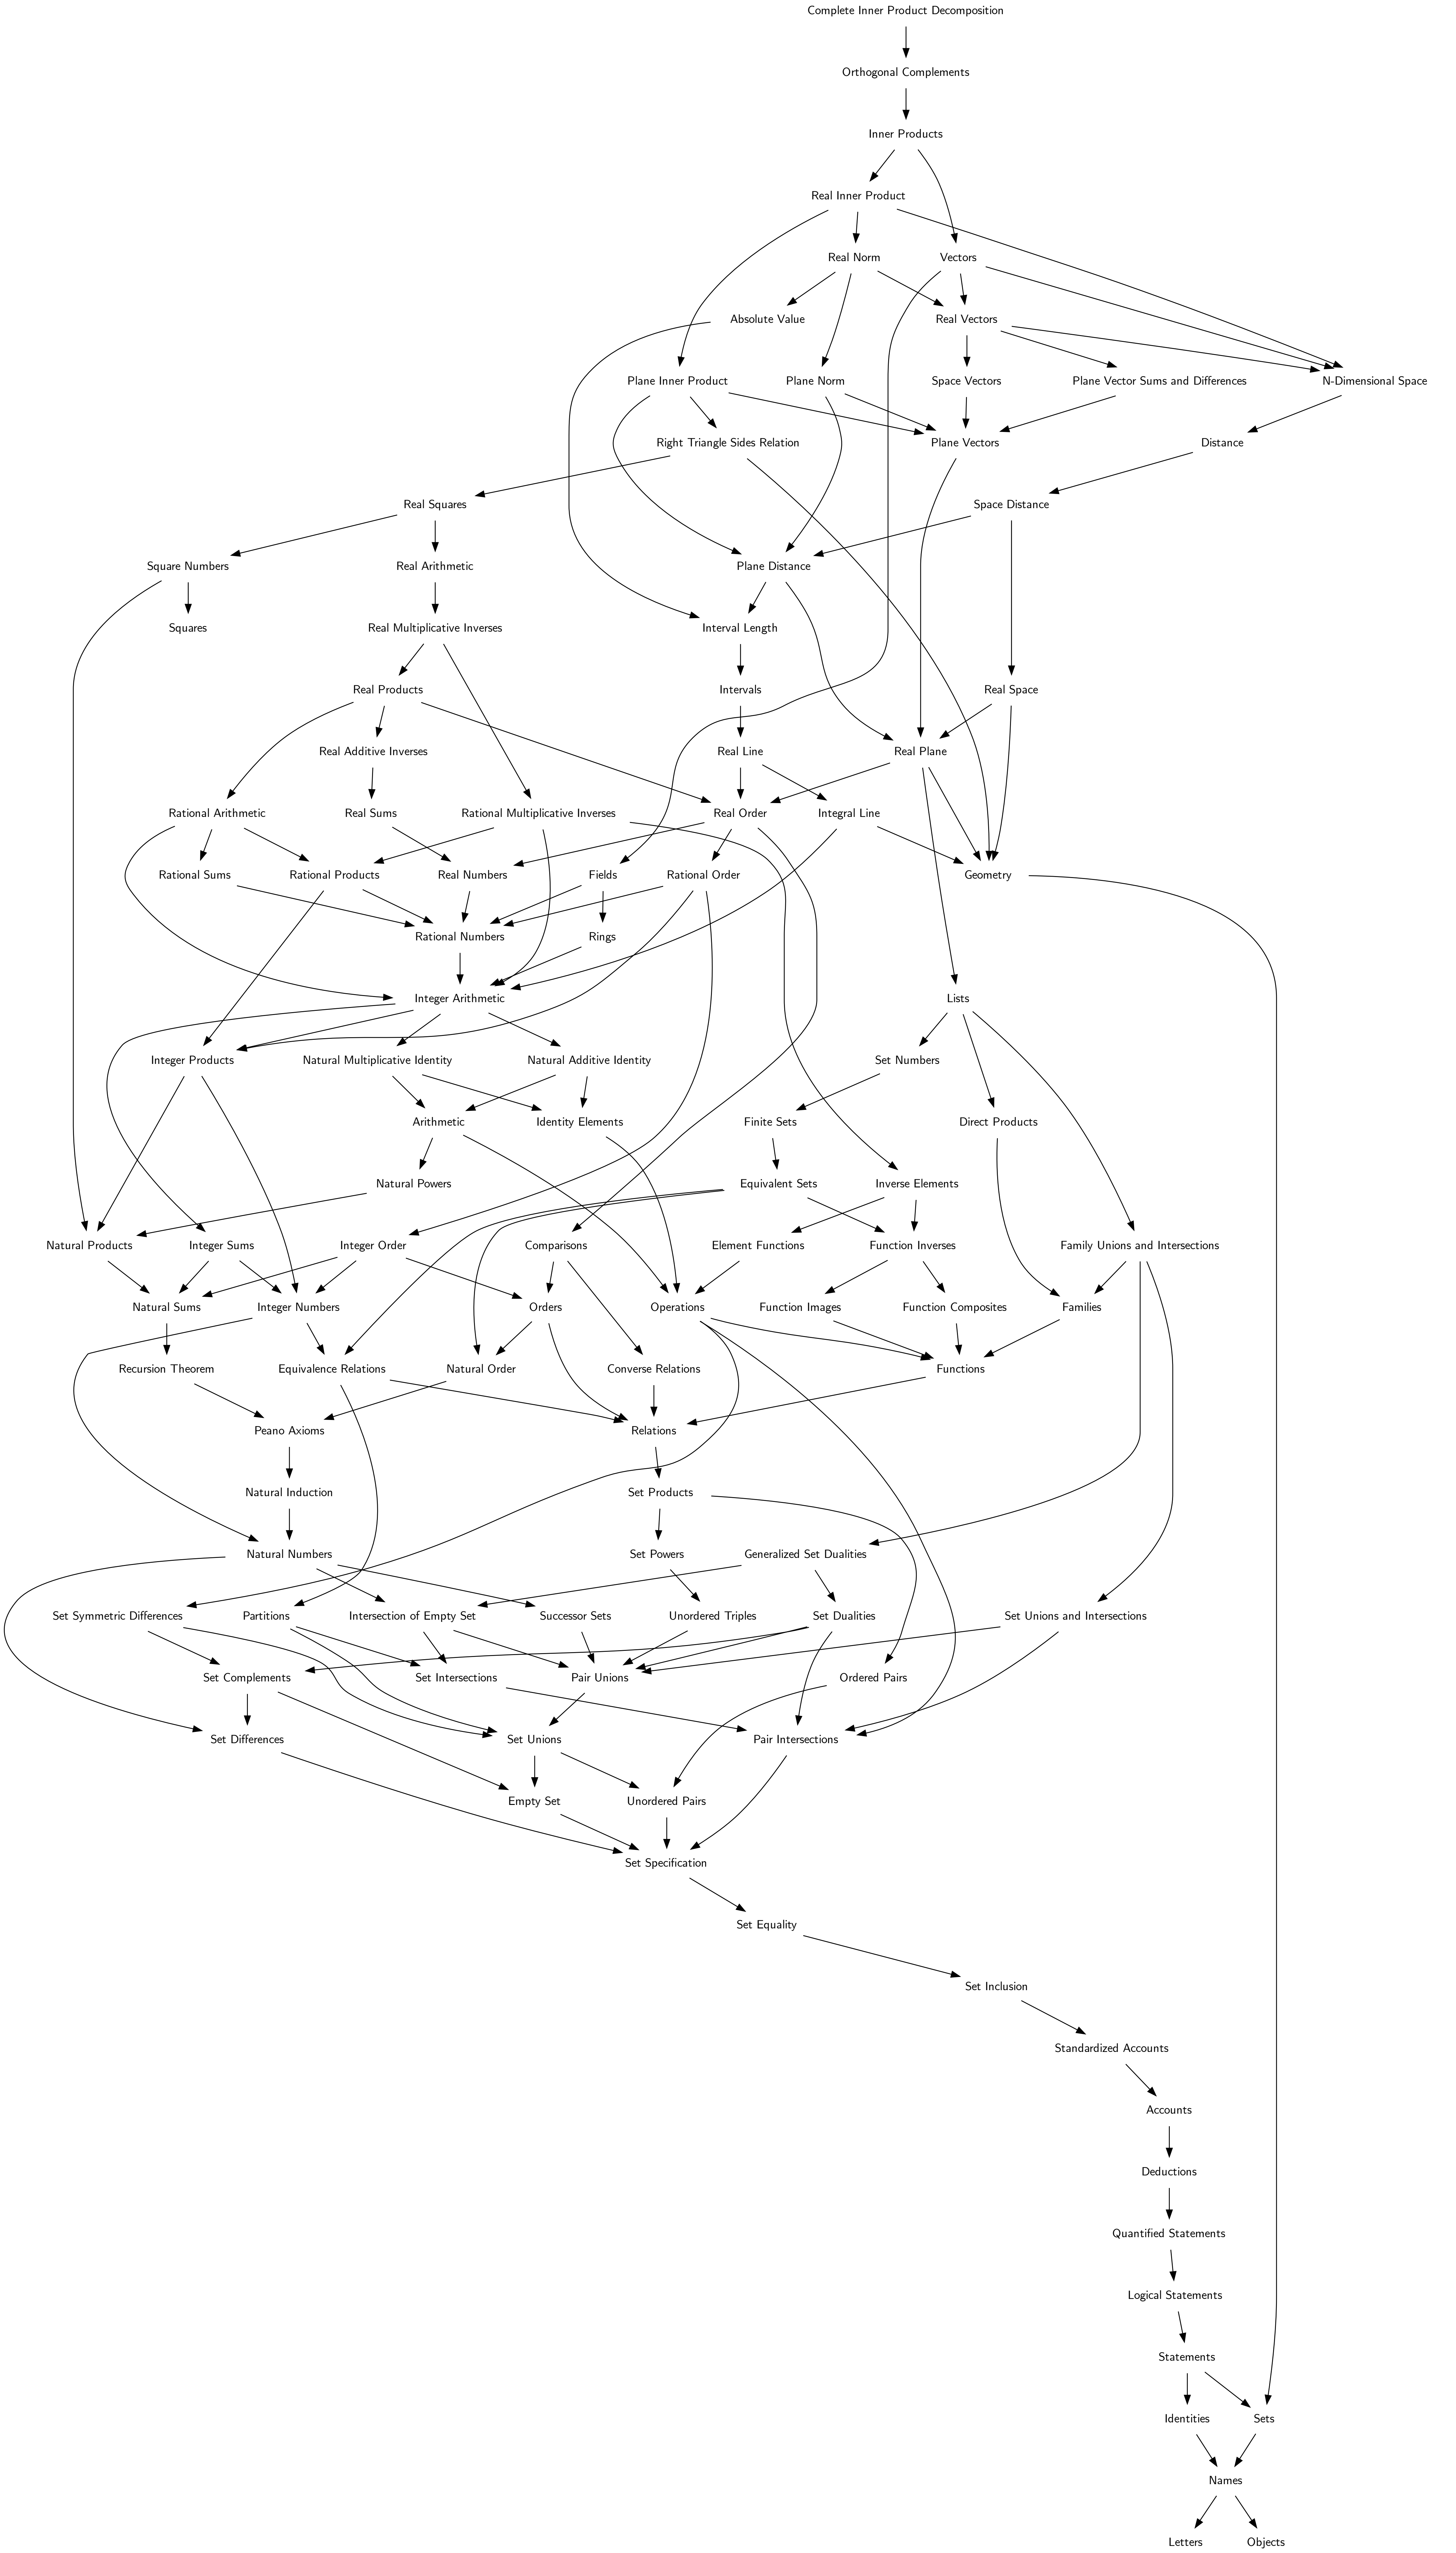 Complete Inner Product Decomposition
Orthogonal Complements
Inner Products
Real Inner Product
Real Norm
Vectors
Absolute Value
Real Vectors
Plane Inner Product
Plane Norm
Space Vectors
Plane Vector Sums and Differences
N-Dimensional Space
Right Triangle Sides Relation
Plane Vectors
Distance
Real Squares
Space Distance
Square Numbers
Real Arithmetic
Plane Distance
Squares
Real Multiplicative Inverses
Interval Length
Real Products
Intervals
Real Space
Real Additive Inverses
Real Line
Real Plane
Rational Arithmetic
Real Sums
Rational Multiplicative Inverses
Real Order
Integral Line
Rational Sums
Rational Products
Real Numbers
Fields
Rational Order
Geometry
Rational Numbers
Rings
Integer Arithmetic
Lists
Integer Products
Natural Multiplicative Identity
Natural Additive Identity
Set Numbers
Arithmetic
Identity Elements
Finite Sets
Direct Products
Natural Powers
Equivalent Sets
Inverse Elements
Natural Products
Integer Sums
Integer Order
Comparisons
Element Functions
Function Inverses
Family Unions and Intersections
Natural Sums
Integer Numbers
Orders
Operations
Function Images
Function Composites
Families
Recursion Theorem
Equivalence Relations
Natural Order
Converse Relations
Functions
Peano Axioms
Relations
Natural Induction
Set Products
Natural Numbers
Set Powers
Generalized Set Dualities
Set Symmetric Differences
Partitions
Intersection of Empty Set
Successor Sets
Unordered Triples
Set Dualities
Set Unions and Intersections
Set Complements
Set Intersections
Pair Unions
Ordered Pairs
Set Differences
Set Unions
Pair Intersections
Empty Set
Unordered Pairs
Set Specification
Set Equality
Set Inclusion
Standardized Accounts
Accounts
Deductions
Quantified Statements
Logical Statements
Statements
Identities
Sets
Names
Letters
Objects